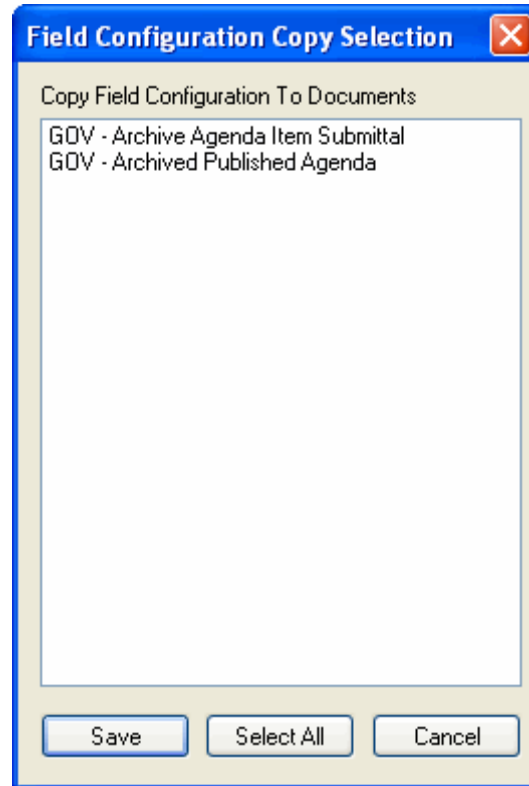 Field Configuration Copy Selection
Copy Field Configuration To Documents
GOV - Archive Agenda Item Submittal
GOV - Archived Published Agenda
Save Select All Cancel